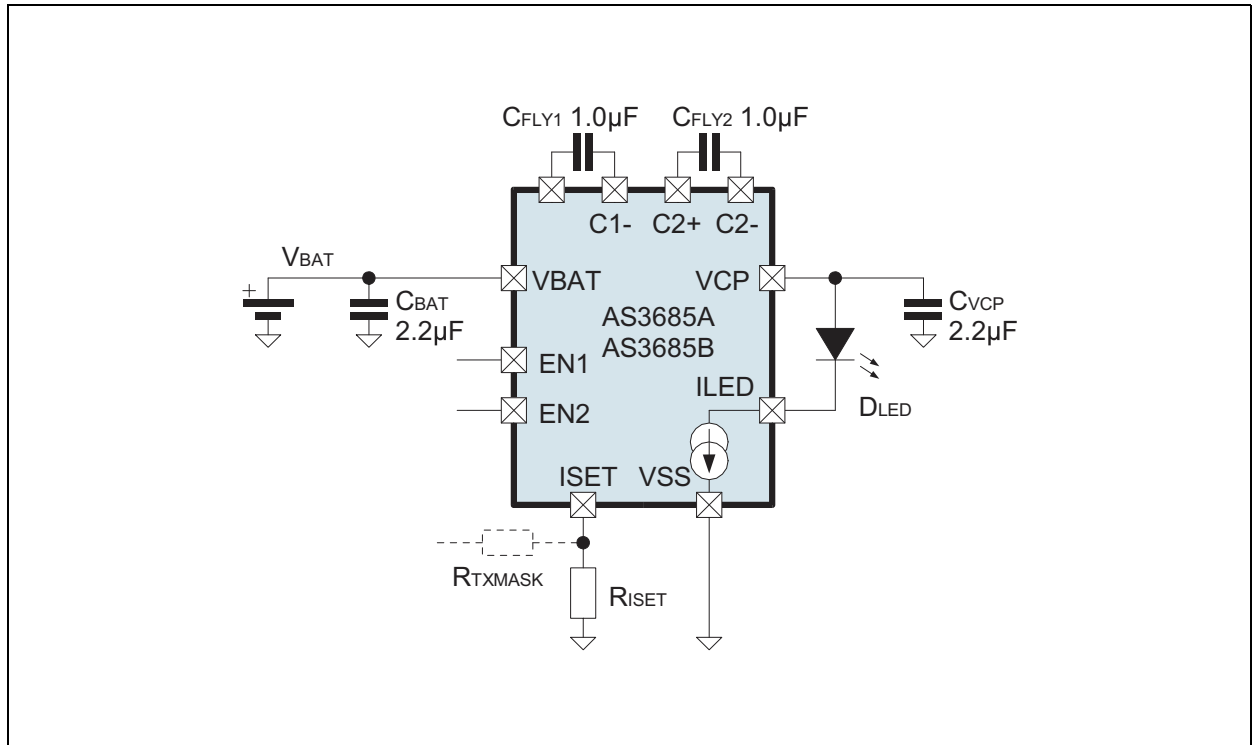 CFLY1 1.0µF CFLY2 1.0µF
C1- C2+ C2-
VBAT
VBAT VCP
+
CBAT
2.2µF
AS3685A
AS3685B
CVCP
2.2µF
EN1
ILED
DLED
EN2
ISET VSS
RTXMASK
RISET